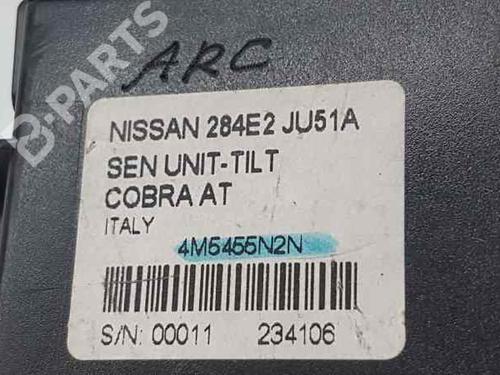 ARC
B-PARTS
NISSAN 284E2 JU51A
SEN UNIT-TILT
COBRA AT
ITALY
4M5455N2N
S/N: 00011 234106